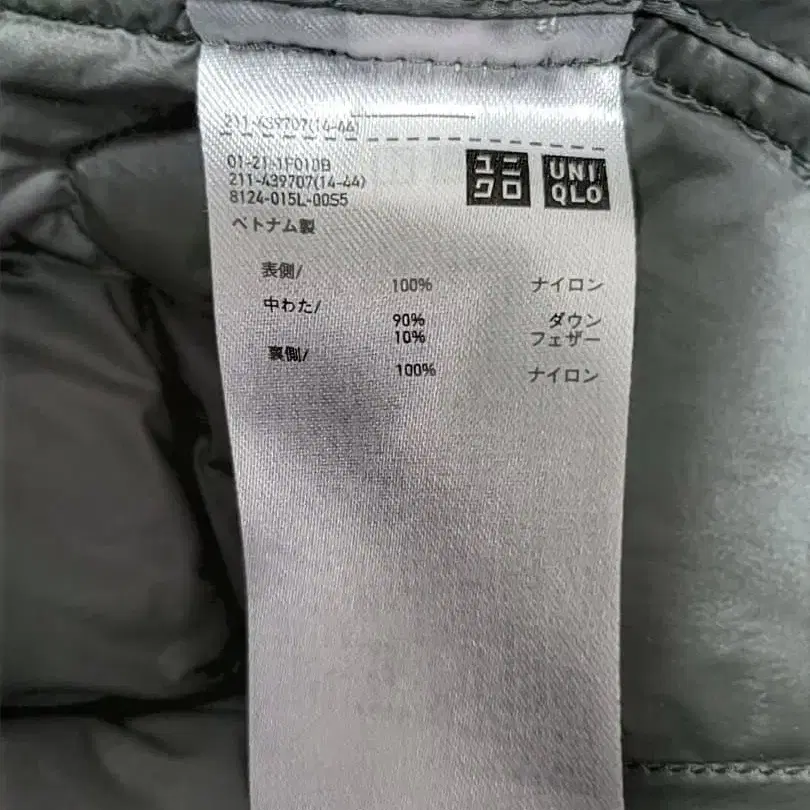 211-439707(14-44)
01-21-1F010B
211-439707(14-44)
8124-015L-00S5
ユニクロ
UNIQLO
ベトナム製
表側/
100% ナイロン
中わた/
90% ダウン
10% フェザー
裏側/
100% ナイロン